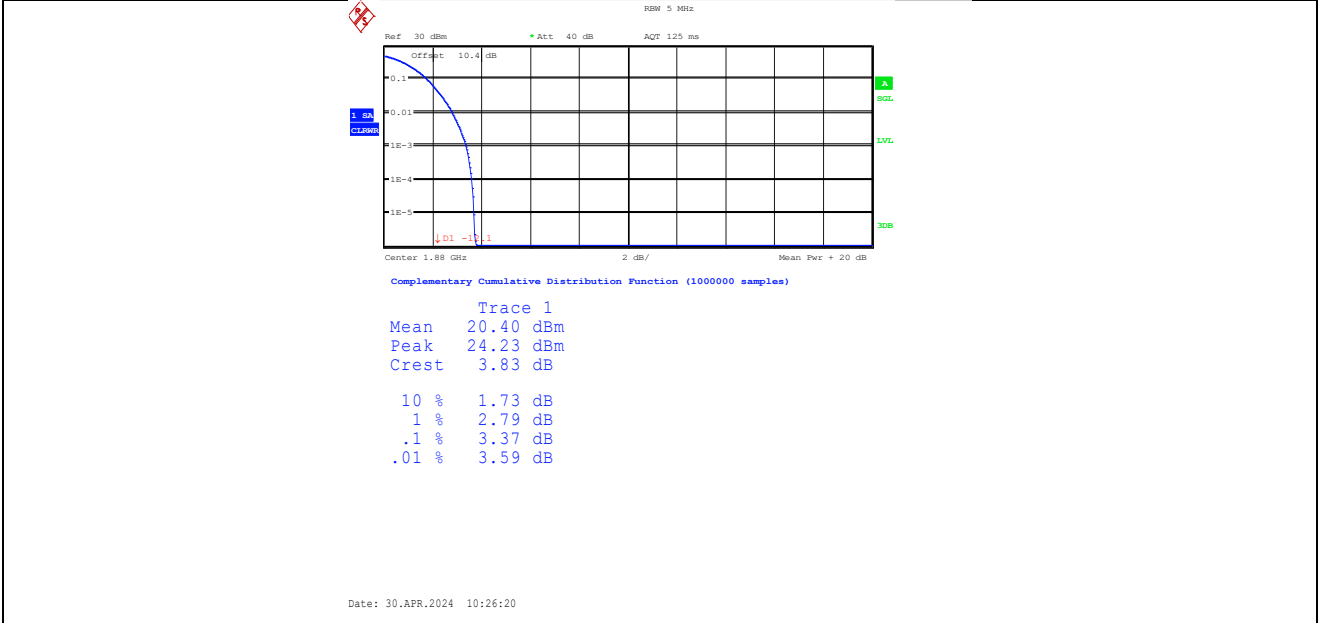 R S
RBW 5 MHz
Ref 30 dBm * Att 40 dB AQT 125 ms
Offset 10.4 dB
0.1
A
SGL
0.01
1 SA
CLRWR
LVL
1E-3
1E-4
1E-5
3DB
D1 -12.1
Center 1.88 GHz 2 dB/ Mean Pwr + 20 dB
Complementary Cumulative Distribution Function (1000000 samples)
Trace 1
Mean 20.40 dBm
Peak 24.23 dBm
Crest 3.83 dB
10 % 1.73 dB
1 % 2.79 dB
.1 % 3.37 dB
.01 % 3.59 dB
Date: 30.APR.2024 10:26:20